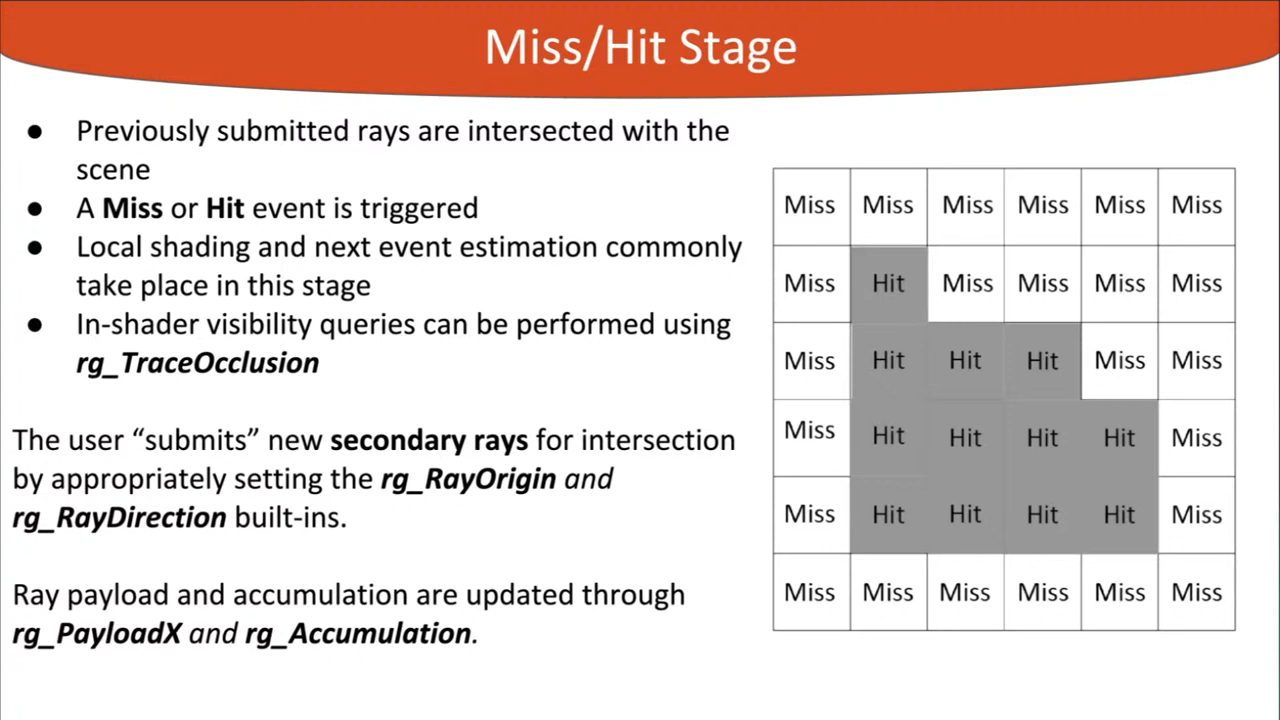 Miss/Hit Stage
● Previously submitted rays are intersected with the
scene
● A Miss or Hit event is triggered
● Local shading and next event estimation commonly
take place in this stage
● In-shader visibility queries can be performed using
rg_TraceOcclusion
The user “submits” new secondary rays for intersection
by appropriately setting the rg_RayOrigin and
rg_RayDirection built-ins.
Ray payload and accumulation are updated through
rg_PayloadX and rg_Accumulation.
Miss Miss Miss Miss Miss Miss
Miss Hit Miss Miss Miss Miss
Miss Hit Hit Hit Miss Miss
Miss Hit Hit Hit Hit Miss
Miss Hit Hit Hit Hit Miss
Miss Miss Miss Miss Miss Miss